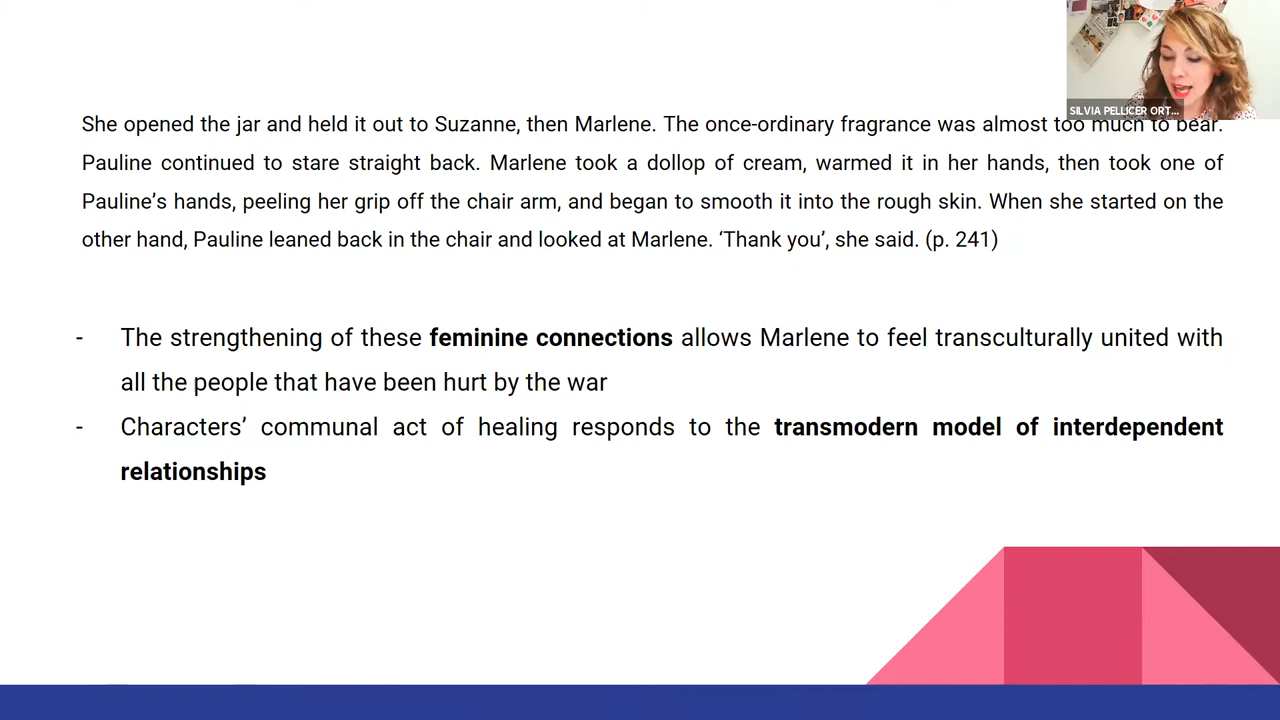 SILVIA PELLICER ORT...
She opened the jar and held it out to Suzanne, then Marlene. The once-ordinary fragrance was almost too much to bear.
Pauline continued to stare straight back. Marlene took a dollop of cream, warmed it in her hands, then took one of
Pauline’s hands, peeling her grip off the chair arm, and began to smooth it into the rough skin. When she started on the
other hand, Pauline leaned back in the chair and looked at Marlene. ‘Thank you’, she said. (p. 241)
- The strengthening of these feminine connections allows Marlene to feel transculturally united with
all the people that have been hurt by the war
- Characters’ communal act of healing responds to the transmodern model of interdependent
relationships